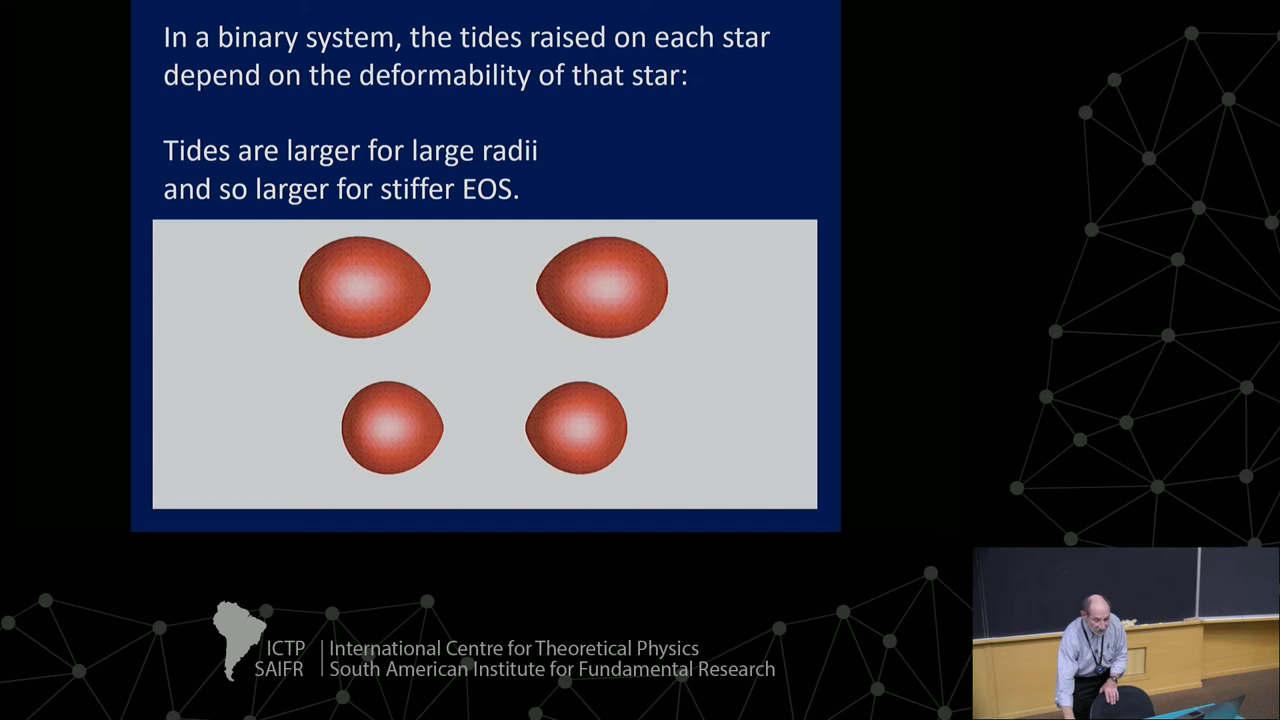 In a binary system, the tides raised on each star
depend on the deformability of that star:
Tides are larger for large radii
and so larger for stiffer EOS.
ICTP
SAIFR
International Centre for Theoretical Physics
South American Institute for Fundamental Research